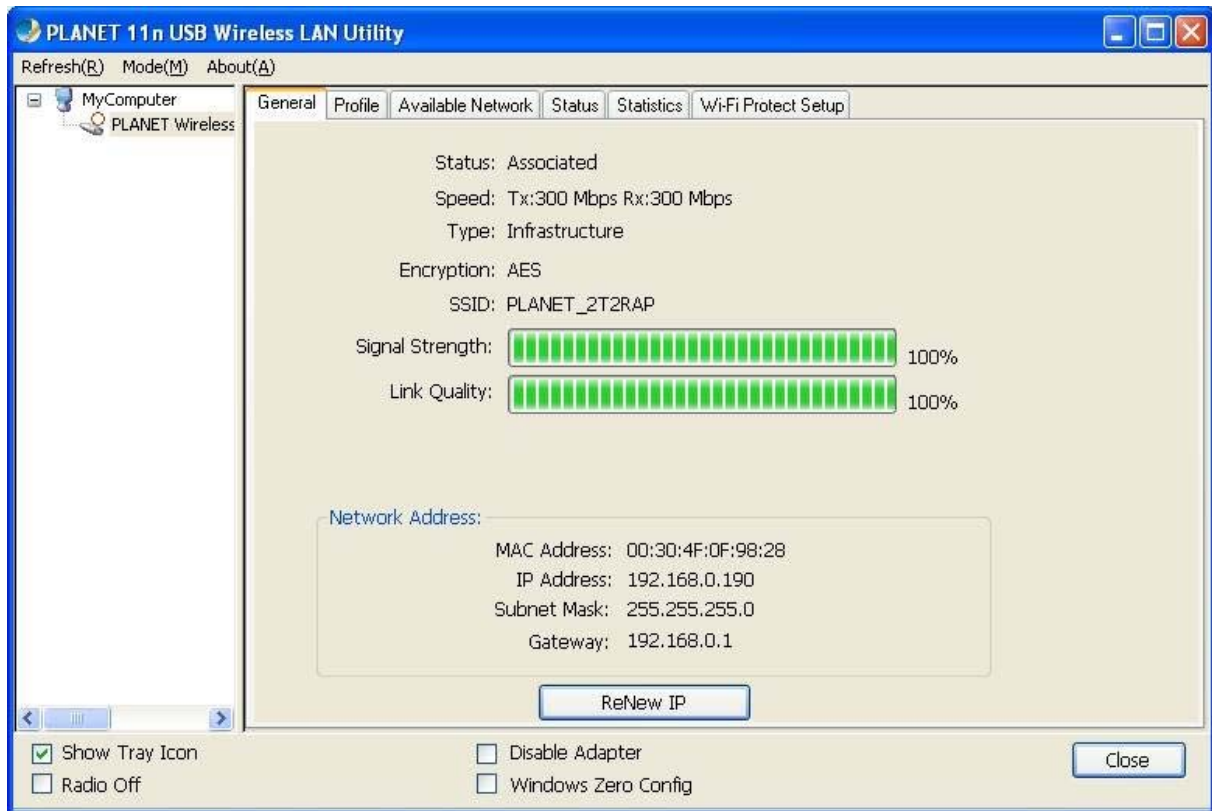 PLANET 11n USB Wireless LAN Utility
Refresh(R) Mode(M) About(A)
MyComputer
PLANET Wireless
General Profile Available Network Status Statistics Wi-Fi Protect Setup
Status: Associated
Speed: Tx:300 Mbps Rx:300 Mbps
Type: Infrastructure
Encryption: AES
SSID: PLANET_2T2RAP
Signal Strength: 100%
Link Quality: 100%
Network Address:
MAC Address: 00:30:4F:0F:98:28
IP Address: 192.168.0.190
Subnet Mask: 255.255.255.0
Gateway: 192.168.0.1
ReNew IP
Show Tray Icon Disable Adapter Close
Radio Off Windows Zero Config